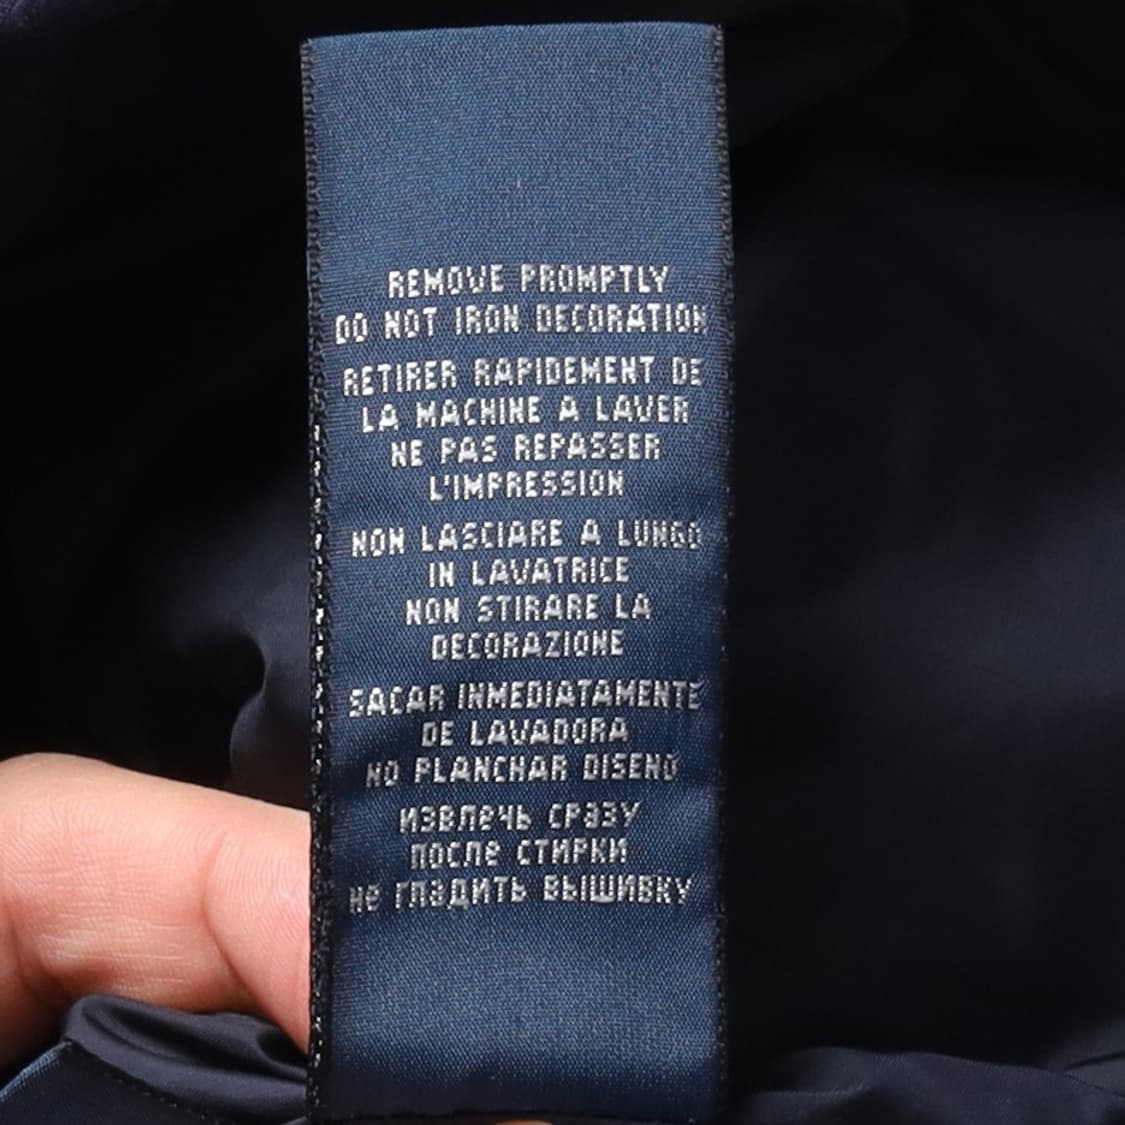 REMOVE PROMPTLY
DO NOT IRON DECORATION
RETIRER RAPIDEMENT DE
LA MACHINE A LAVER
NE PAS REPASSER
L'IMPRESSION
NON LASCIARE A LUNGO
IN LAVATRICE
NON STIRARE LA
DECORAZIONE
SACAR INMEDIATAMENTE
DE LAVADORA
NO PLANCHAR DISENO
ИЗВЛЕЧЬ СРАЗУ
ПОСЛЕ СТИРКИ
НЕ ГЛАДИТЬ ВЫШИВКУ